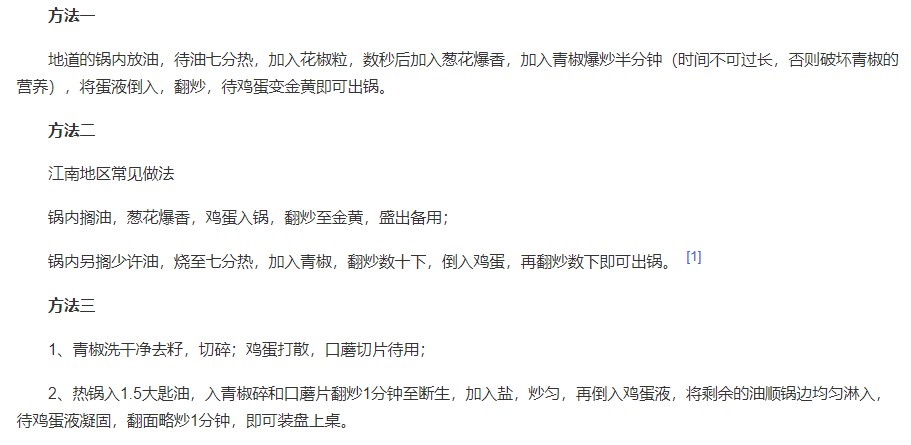 方法一
地道的锅内放油，待油七分热，加入花椒粒，数秒后加入葱花爆香，加入青椒爆炒半分钟（时间不可过长，否则破坏青椒的
营养），将蛋液倒入，翻炒，待鸡蛋变金黄即可出锅。
方法二
江南地区常见做法
锅内搁油，葱花爆香，鸡蛋入锅，翻炒至金黄，盛出备用；
锅内另搁少许油，烧至七分热，加入青椒，翻炒数十下，倒入鸡蛋，再翻炒数下即可出锅。 [1]
方法三
1、青椒洗干净去籽，切碎；鸡蛋打散，口蘑切片待用；
2、热锅入1.5大匙油，入青椒碎和口蘑片翻炒1分钟至断生，加入盐，炒匀，再倒入鸡蛋液，将剩余的油顺锅边均匀淋入，
待鸡蛋液凝固，翻面略炒1分钟，即可装盘上桌。